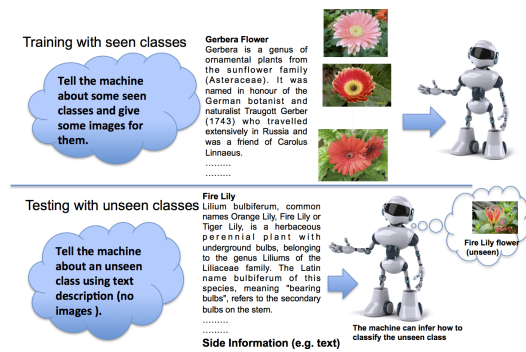 Training with seen classes
Tell the machine
about some seen
classes and give
some images for
them.
Gerbera Flower
Gerbera is a genus of
ornamental plants from
the sunflower family
(Asteraceae). It was
named in honour of the
German botanist and
naturalist Traugott Gerber
(1743) who travelled
extensively in Russia and
was a friend of Carolus
Linnaeus.
.........
.........
Testing with unseen classes
Tell the machine
about an unseen
class using text
description (no
images ).
Fire Lily
Lilium bulbiferum, common
names Orange Lily, Fire Lily or
Tiger Lily, is a herbaceous
perennial plant with
underground bulbs, belonging
to the genus Liliums of the
Liliaceae family. The Latin
name bulbiferum of this
species, meaning "bearing
bulbs", refers to the secondary
bulbs on the stem.
.........
.........
Side Information (e.g. text)
Fire Lily flower
(unseen)
The machine can infer how to
classify the unseen class